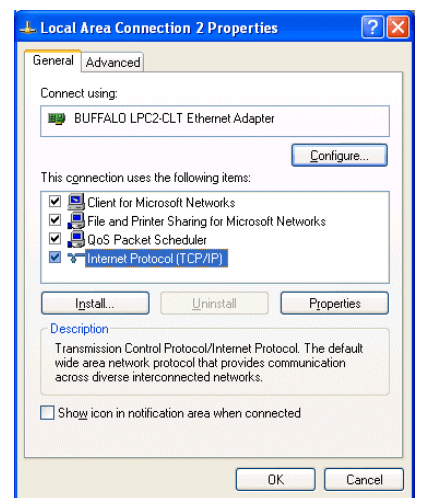 Local Area Connection 2 Properties
General Advanced
Connect using:
BUFFALO LPC2-CLT Ethernet Adapter
Configure...
This connection uses the following items:
Client for Microsoft Networks
File and Printer Sharing for Microsoft Networks
QoS Packet Scheduler
Internet Protocol (TCP/IP)
Install... Uninstall Properties
Description
Transmission Control Protocol/Internet Protocol. The default
wide area network protocol that provides communication
across diverse interconnected networks.
Show icon in notification area when connected
OK Cancel